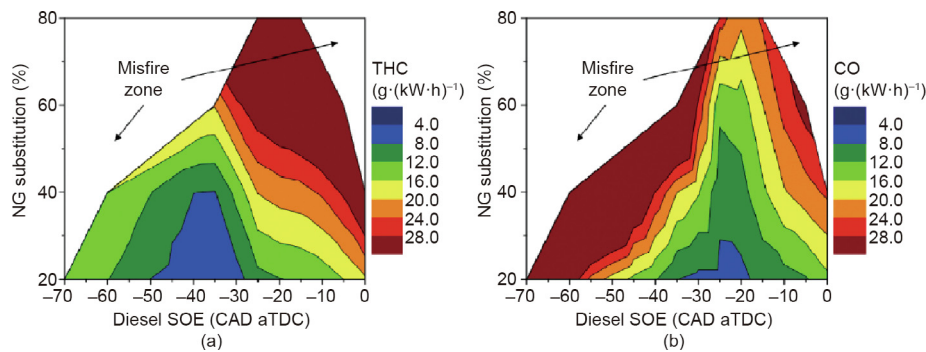 (a)
80
60
40
20
NG substitution (%)
Misfire
zone
THC
(g·(kW·h)⁻¹)
4.0
8.0
12.0
16.0
20.0
24.0
28.0
−70 −60 −50 −40 −30 −20 −10 0
Diesel SOE (CAD aTDC)
(b)
80
60
40
20
NG substitution (%)
Misfire
zone
CO
(g·(kW·h)⁻¹)
4.0
8.0
12.0
16.0
20.0
24.0
28.0
−70 −60 −50 −40 −30 −20 −10 0
Diesel SOE (CAD aTDC)